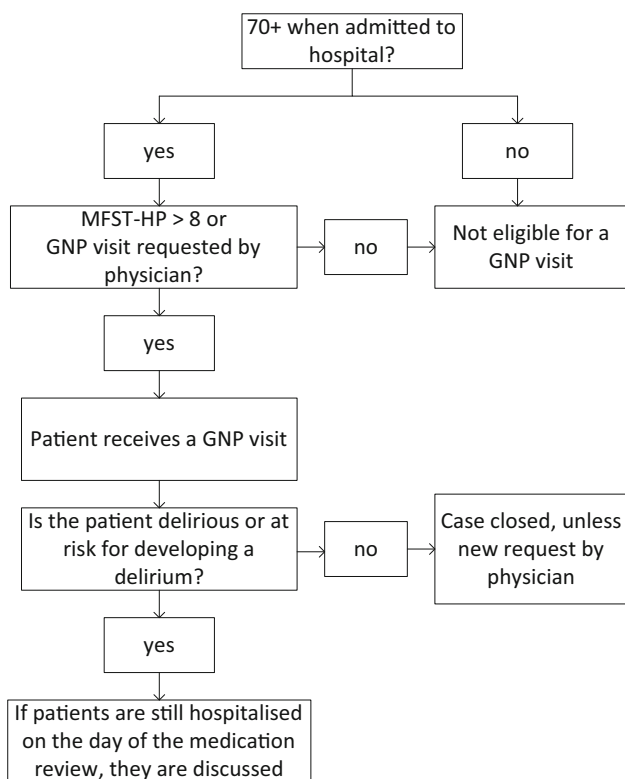 70+ when admitted to
hospital?
yes
no
MFST-HP > 8 or
GNP visit requested by
physician?
no
Not eligible for a
GNP visit
yes
Patient receives a GNP visit
Is the patient delirious or at
risk for developing a
delirium?
no
Case closed, unless
new request by
physician
yes
If patients are still hospitalised
on the day of the medication
review, they are discussed